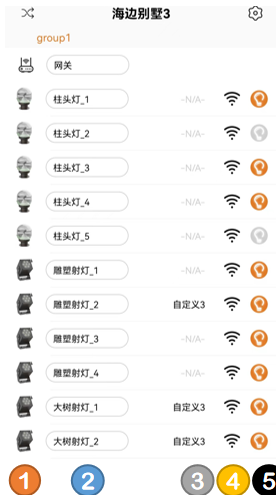 海边别墅3
group1
网关
柱头灯_1 -N/A-
柱头灯_2 -N/A-
柱头灯_3 -N/A-
柱头灯_4 -N/A-
柱头灯_5 -N/A-
雕塑射灯_1 -N/A-
雕塑射灯_2 自定义3
雕塑射灯_3 -N/A-
雕塑射灯_4 -N/A-
大树射灯_1 自定义3
大树射灯_2 自定义3
1 2 3 4 5